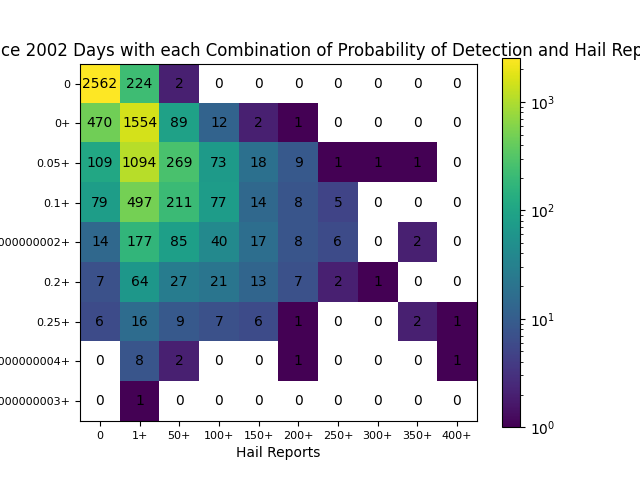 ce 2002 Days with each Combination of Probability of Detection and Hail Rep
0 2562 224 2 0 0 0 0 0 0 0
0+ 470 1554 89 12 2 1 0 0 0 0
0.05+ 109 1094 269 73 18 9 1 1 1 0
0.1+ 79 497 211 77 14 8 5 0 0 0
000000002+ 14 177 85 40 17 8 6 0 2 0
0.2+ 7 64 27 21 13 7 2 1 0 0
0.25+ 6 16 9 7 6 1 0 0 2 1
000000004+ 0 8 2 0 0 1 0 0 0 1
000000003+ 0 1 0 0 0 0 0 0 0 0
0 1+ 50+ 100+ 150+ 200+ 250+ 300+ 350+ 400+
Hail Reports
10³
10²
10¹
10⁰